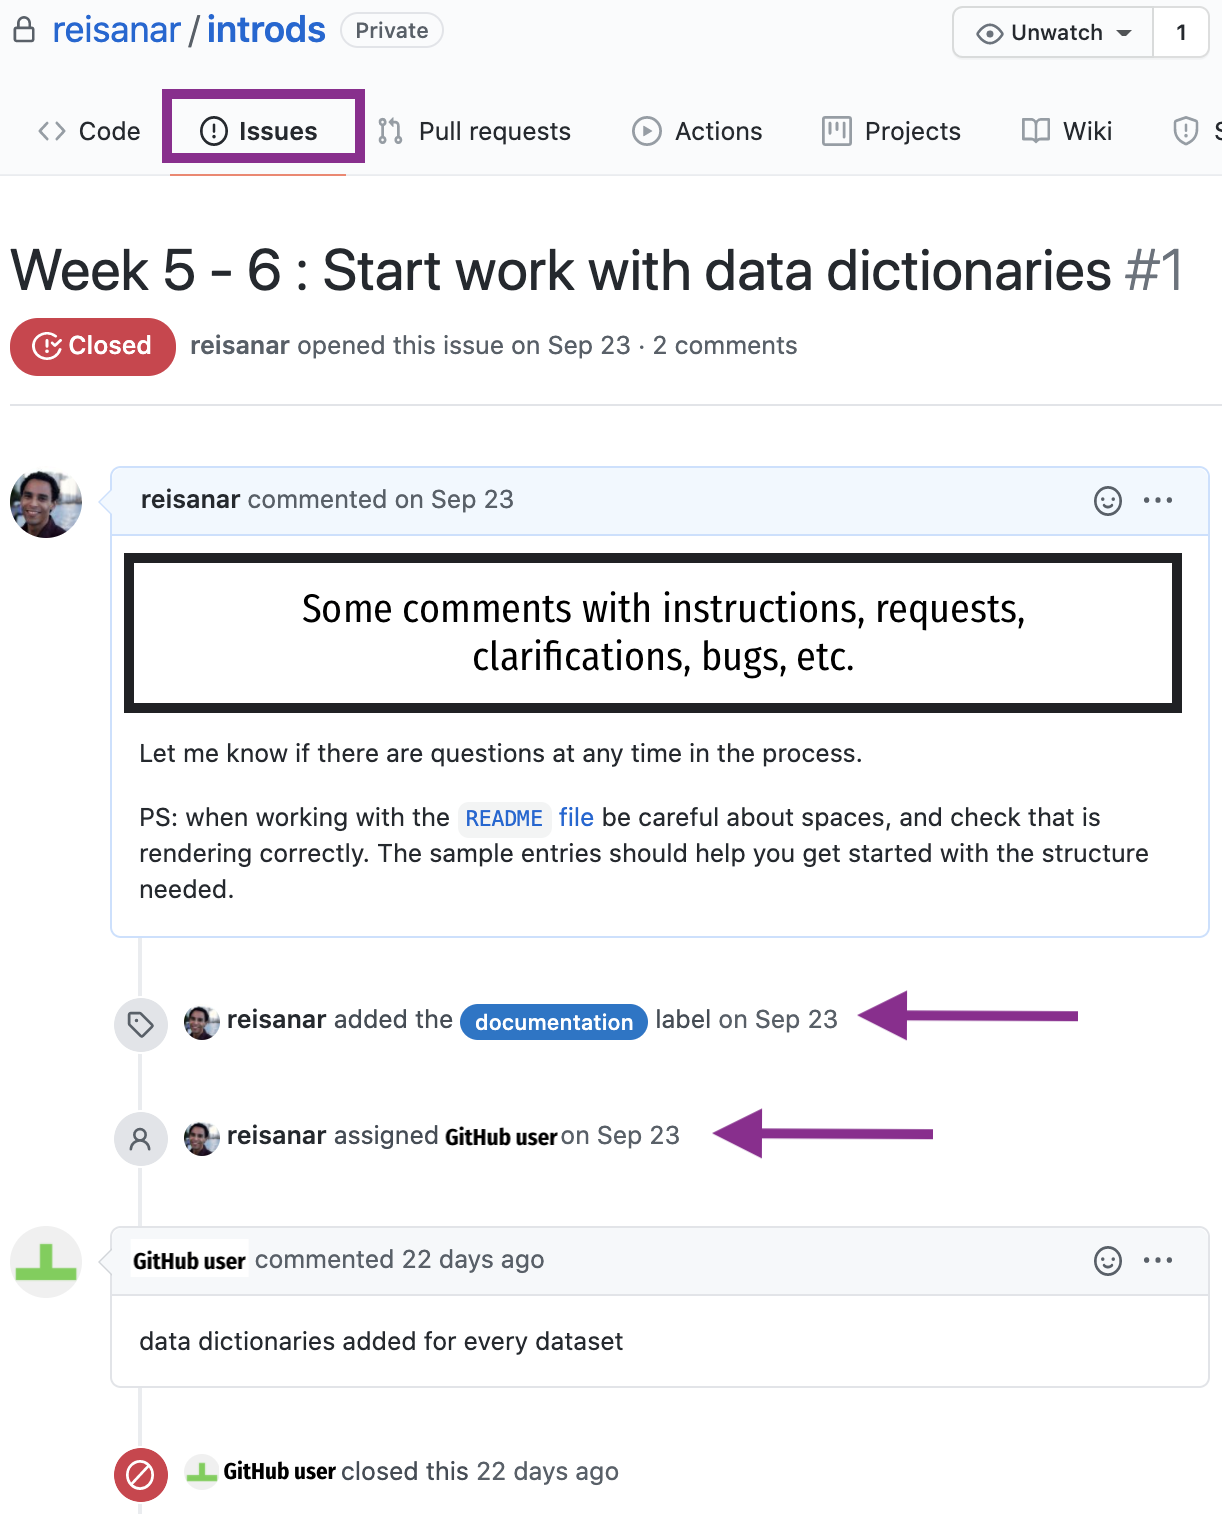 reisanar / introds Private Unwatch 1
Code Issues Pull requests Actions Projects Wiki S
Week 5 - 6 : Start work with data dictionaries #1
Closed reisanar opened this issue on Sep 23 · 2 comments
reisanar commented on Sep 23
Some comments with instructions, requests,
clarifications, bugs, etc.
Let me know if there are questions at any time in the process.
PS: when working with the README file be careful about spaces, and check that is
rendering correctly. The sample entries should help you get started with the structure
needed.
reisanar added the documentation label on Sep 23
reisanar assigned GitHub user on Sep 23
GitHub user commented 22 days ago
data dictionaries added for every dataset
GitHub user closed this 22 days ago